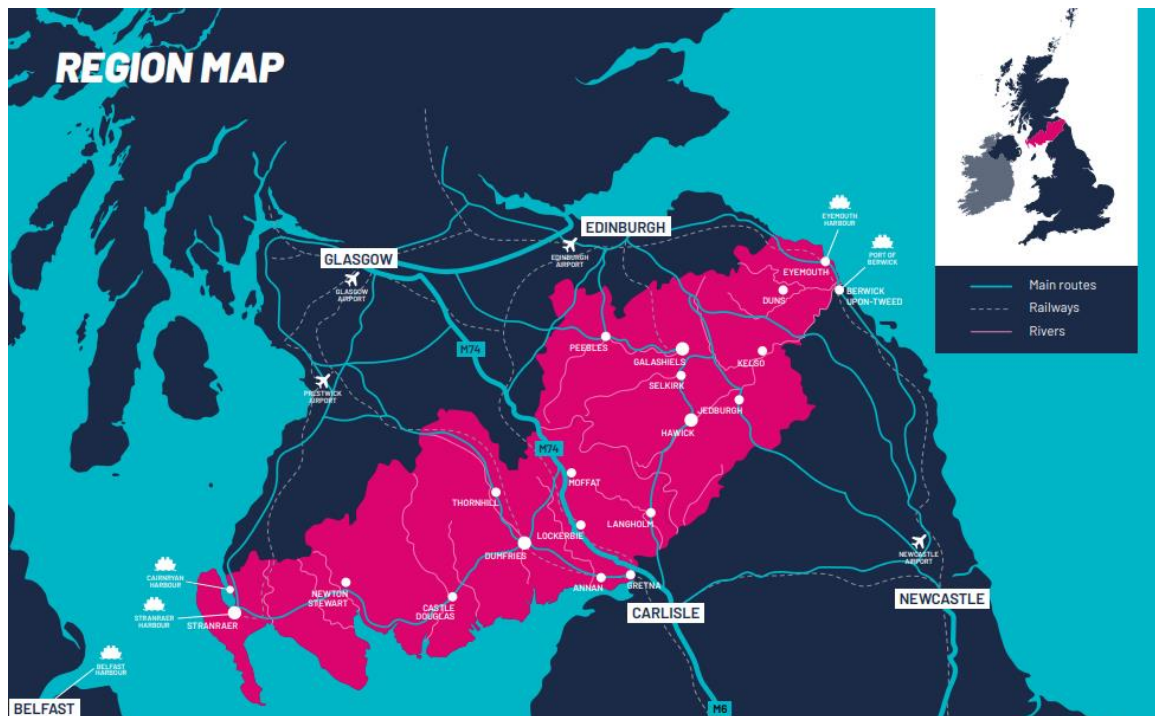 REGION MAP
EDINBURGH
EDINBURGH
AIRPORT
GLASGOW
GLASGOW
AIRPORT
EYEMOUTH
HARBOUR
PORT OF
BERWICK
EYEMOUTH
DUNS
BERWICK
UPON-TWEED
Main routes
Railways
Rivers
M74
PEEBLES
GALASHIELS
KELSO
SELKIRK
PRESTWICK
AIRPORT
JEDBURGH
HAWICK
M74
MOFFAT
THORNHILL
LOCKERBIE
LANGHOLM
DUMFRIES
NEWCASTLE
AIRPORT
CAIRNRYAN
HARBOUR
NEWTON
STEWART
ANNAN
GRETNA
STRANRAER
HARBOUR
STRANRAER
CASTLE
DOUGLAS
CARLISLE
NEWCASTLE
BELFAST
HARBOUR
BELFAST
M6